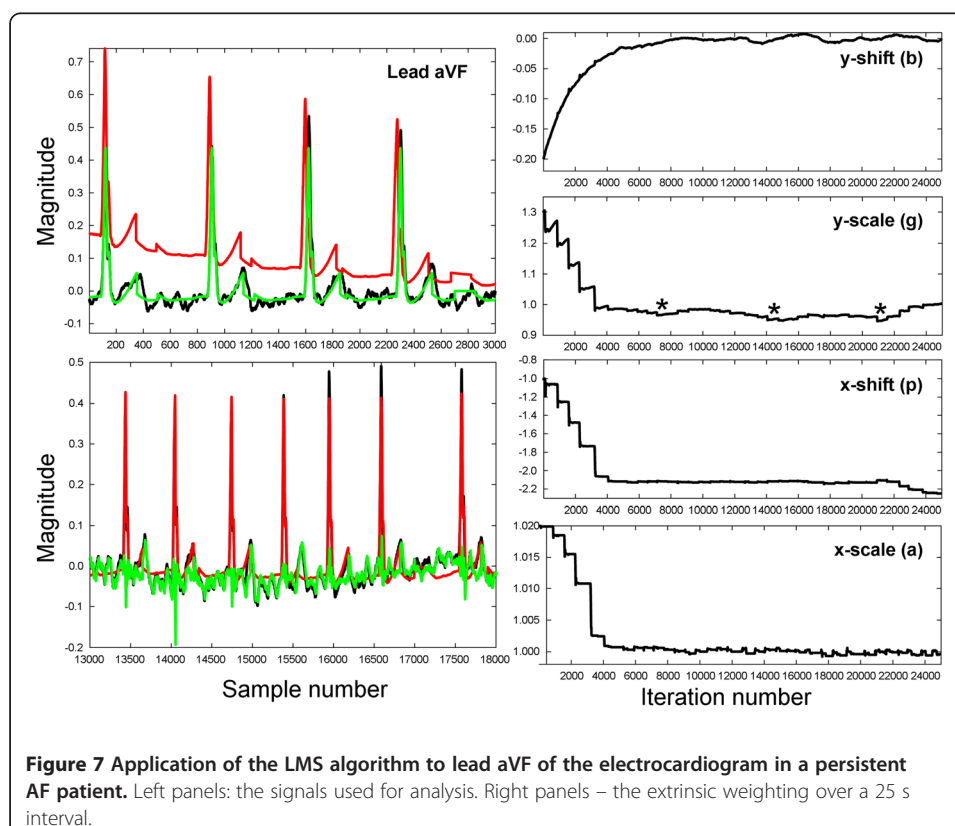 Lead aVF
Magnitude
0.7
0.6
0.5
0.4
0.3
0.2
0.1
0.0
-0.1
200 400 600 800 1000 1200 1400 1600 1800 2000 2200 2400 2600 2800 3000
Magnitude
0.5
0.4
0.3
0.2
0.1
0.0
-0.1
-0.2
13000 13500 14000 14500 15000 15500 16000 16500 17000 17500 18000
Sample number
y-shift (b)
0.00
-0.05
-0.10
-0.15
-0.20
2000 4000 6000 8000 10000 12000 14000 16000 18000 20000 22000 24000
y-scale (g)
1.3
1.2
1.1
1.0
0.9
* * *
2000 4000 6000 8000 10000 12000 14000 16000 18000 20000 22000 24000
x-shift (p)
-0.8
-1.0
-1.2
-1.4
-1.6
-1.8
-2.0
-2.2
2000 4000 6000 8000 10000 12000 14000 16000 18000 20000 22000 24000
x-scale (a)
1.020
1.015
1.010
1.005
1.000
2000 4000 6000 8000 10000 12000 14000 16000 18000 20000 22000 24000
Iteration number
Figure 7 Application of the LMS algorithm to lead aVF of the electrocardiogram in a persistent
AF patient. Left panels: the signals used for analysis. Right panels – the extrinsic weighting over a 25 s
interval.